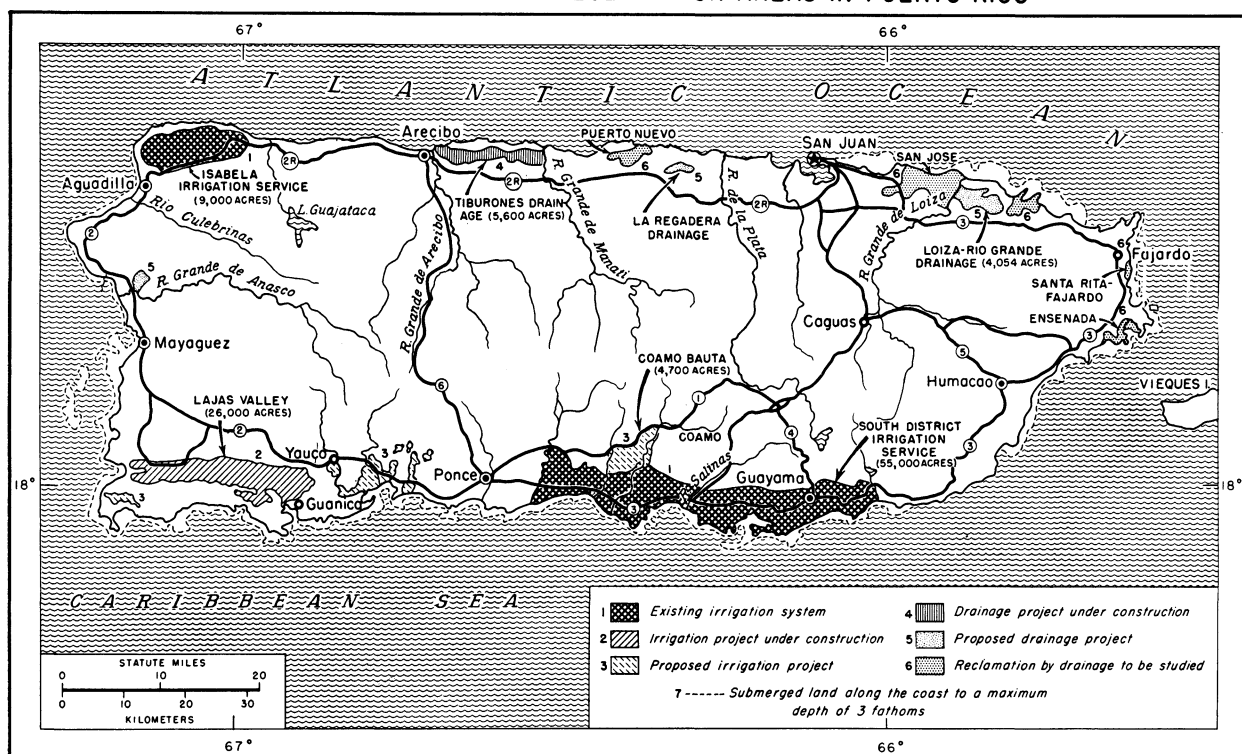 IN PUERTO RICO
67°
66°
ATLANTIC OCEAN
Arecibo
PUERTO NUEVO
SAN JUAN
SAN JOSE
6
6
1
2R
4
2R
5
2R
6
5
6
3
Aguadilla
ISABELA
IRRIGATION SERVICE
(9,000 ACRES)
L. Guajataca
TIBURONES DRAIN
AGE (5,600 ACRES)
R. Grande de Manati
LA REGADERA
DRAINAGE
R. de la Plata
R. Grande de Loiza
LOIZA-RIO GRANDE
DRAINAGE (4,054 ACRES)
6
Fajardo
Rio Culebrinas
2
5
R. Grande de Anasco
R. Grande de Arecibo
SANTA RITA-
FAJARDO
6
ENSENADA
3
Caguas
Mayaguez
COAMO BAUTA
(4,700 ACRES)
5
Humacao
VIEQUES I.
6
1
LAJAS VALLEY
(26,000 ACRES)
2
COAMO
4
SOUTH DISTRICT
IRRIGATION
SERVICE
(55,000 ACRES)
3
2
Yauco
3
3
1
Salinas
Guayama
Ponce
18°
18°
3
Guanica
3
CARIBBEAN SEA
1 Existing irrigation system
2 Irrigation project under construction
3 Proposed irrigation project
4 Drainage project under construction
5 Proposed drainage project
6 Reclamation by drainage to be studied
7 ------ Submerged land along the coast to a maximum
depth of 3 fathoms
STATUTE MILES
0 10 20
0 10 20 30
KILOMETERS
67°
66°